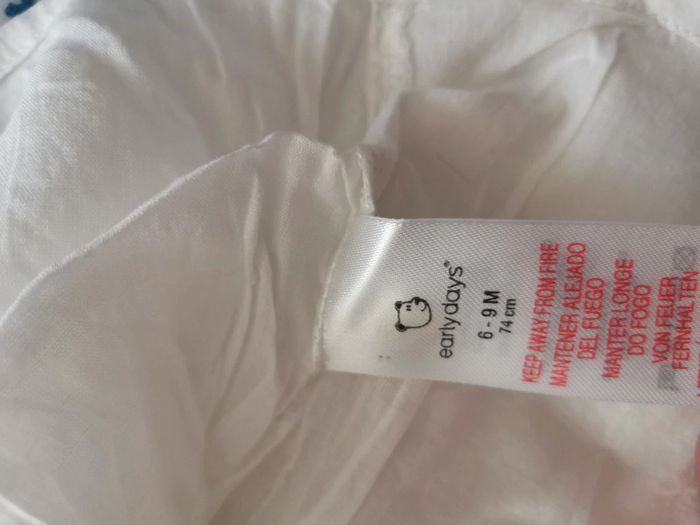 earlydays®
6 - 9 M
74 cm
KEEP AWAY FROM FIRE
MANTENER ALEJADO
DEL FUEGO
MANTER LONGE
DO FOGO
VON FEUER
FERNHALTEN